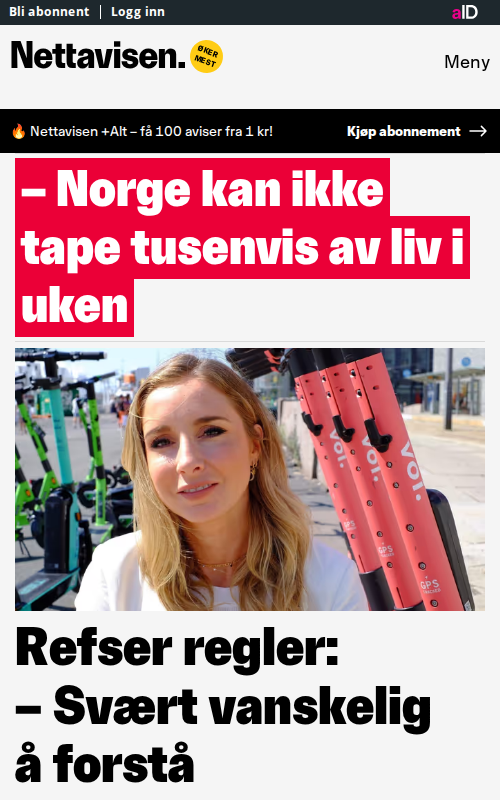 Bli abonnent | Logg inn
aID
Nettavisen.
ØKER
MEST
Meny
🔥 Nettavisen +Alt – få 100 aviser fra 1 kr!
Kjøp abonnement →
– Norge kan ikke
tape tusenvis av liv i
uken
voi.
voi.
GPS
GPS
Refser regler:
– Svært vanskelig
å forstå